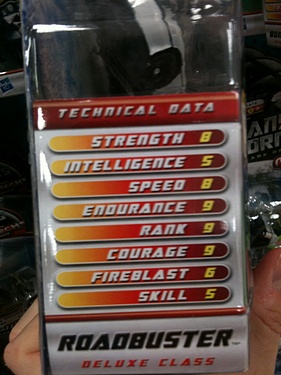 TECHNICAL DATA
STRENGTH 8
INTELLIGENCE 5
SPEED 8
ENDURANCE 9
RANK 9
COURAGE 9
FIREBLAST 6
SKILL 5
ROADBUSTER™
DELUXE CLASS